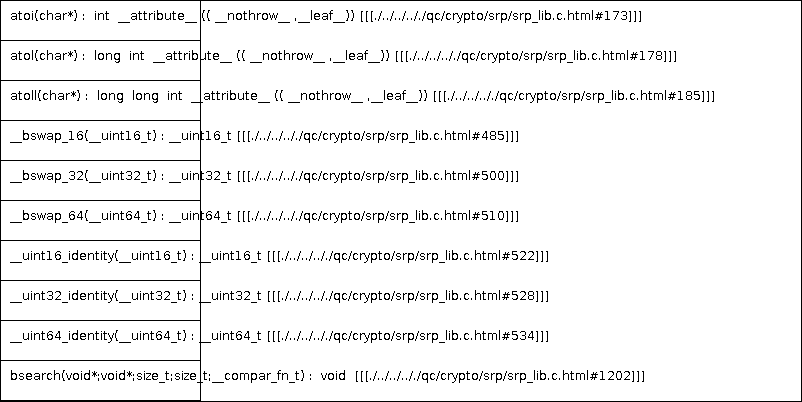 atoi(char*) : int __attribute__ (( __nothrow__ ,__leaf__)) [[[./../../../qc/crypto/srp/srp_lib.c.html#173]]]
atol(char*) : long int __attribute__ (( __nothrow__ ,__leaf__)) [[[./../../../qc/crypto/srp/srp_lib.c.html#178]]]
atoll(char*) : long long int __attribute__ (( __nothrow__ ,__leaf__)) [[[./../../../qc/crypto/srp/srp_lib.c.html#185]]]
__bswap_16(__uint16_t) : __uint16_t [[[./../../../qc/crypto/srp/srp_lib.c.html#485]]]
__bswap_32(__uint32_t) : __uint32_t [[[./../../../qc/crypto/srp/srp_lib.c.html#500]]]
__bswap_64(__uint64_t) : __uint64_t [[[./../../../qc/crypto/srp/srp_lib.c.html#510]]]
__uint16_identity(__uint16_t) : __uint16_t [[[./../../../qc/crypto/srp/srp_lib.c.html#522]]]
__uint32_identity(__uint32_t) : __uint32_t [[[./../../../qc/crypto/srp/srp_lib.c.html#528]]]
__uint64_identity(__uint64_t) : __uint64_t [[[./../../../qc/crypto/srp/srp_lib.c.html#534]]]
bsearch(void*;void*;size_t;size_t;__compar_fn_t) : void [[[./../../../qc/crypto/srp/srp_lib.c.html#1202]]]